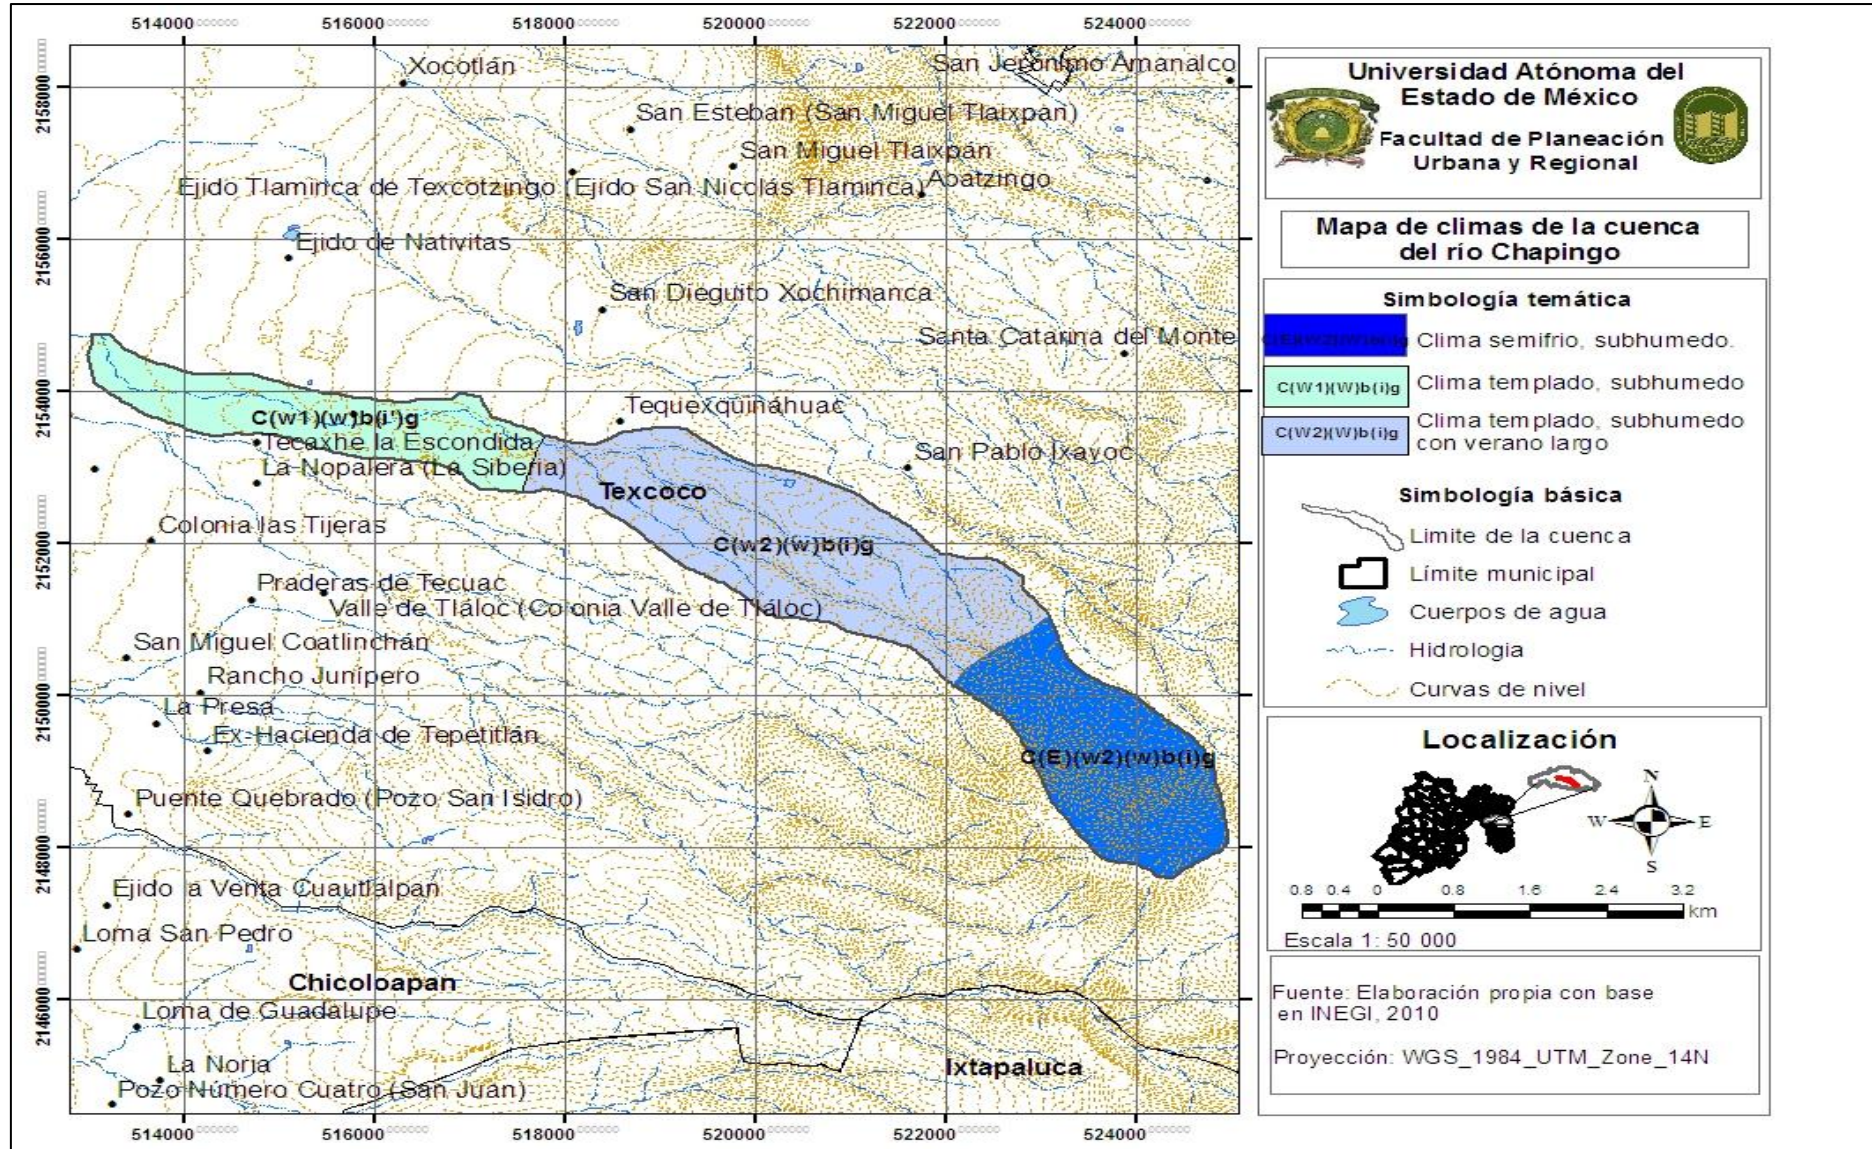 514000 516000 518000 520000 522000 524000
2158000
2156000
2154000
2152000
2150000
2148000
2146000
Xocotlán
San Jerónimo Amanalco
San Esteban (San Miguel Tlaixpan)
San Miguel Tlaixpan
Ejido Tlaminca de Texcotzingo (Ejido San Nicolás Tlaminca)
Apatzingo
Ejido de Nativitas
San Dieguito Xochimanca
Santa Catarina del Monte
Tequexquináhuac
C(w1)(w)b(i')g
Tecaxhe la Escondida
La Nopalera (La Siberia)
San Pablo Ixayoc
Texcoco
Colonia las Tijeras
C(w2)(w)b(i)g
Praderas de Tecuac
Valle de Tláloc (Colonia Valle de Tláloc)
San Miguel Coatlinchán
Rancho Junípero
La Presa
Ex-Hacienda de Tepetitlán
C(E)(w2)(w)b(i)g
Puente Quebrado (Pozo San Isidro)
Ejido a Venta Cuautlalpan
Loma San Pedro
Chicoloapan
Loma de Guadalupe
La Noria
Ixtapaluca
Pozo Número Cuatro (San Juan)
514000 516000 518000 520000 522000 524000
Universidad Atónoma del
Estado de México
Facultad de Planeación
Urbana y Regional
Mapa de climas de la cuenca
del río Chapingo
Simbología temática
Clima semifrio, subhumedo.
C(W1)(W)b(i)g Clima templado, subhumedo
C(W2)(W)b(i)g Clima templado, subhumedo
con verano largo
Simbología básica
Limite de la cuenca
Límite municipal
Cuerpos de agua
Hidrologia
Curvas de nivel
Localización
N
W E
S
0.8 0.4 0 0.8 1.6 2.4 3.2
km
Escala 1: 50 000
Fuente: Elaboración propia con base
en INEGI, 2010
Proyección: WGS_1984_UTM_Zone_14N